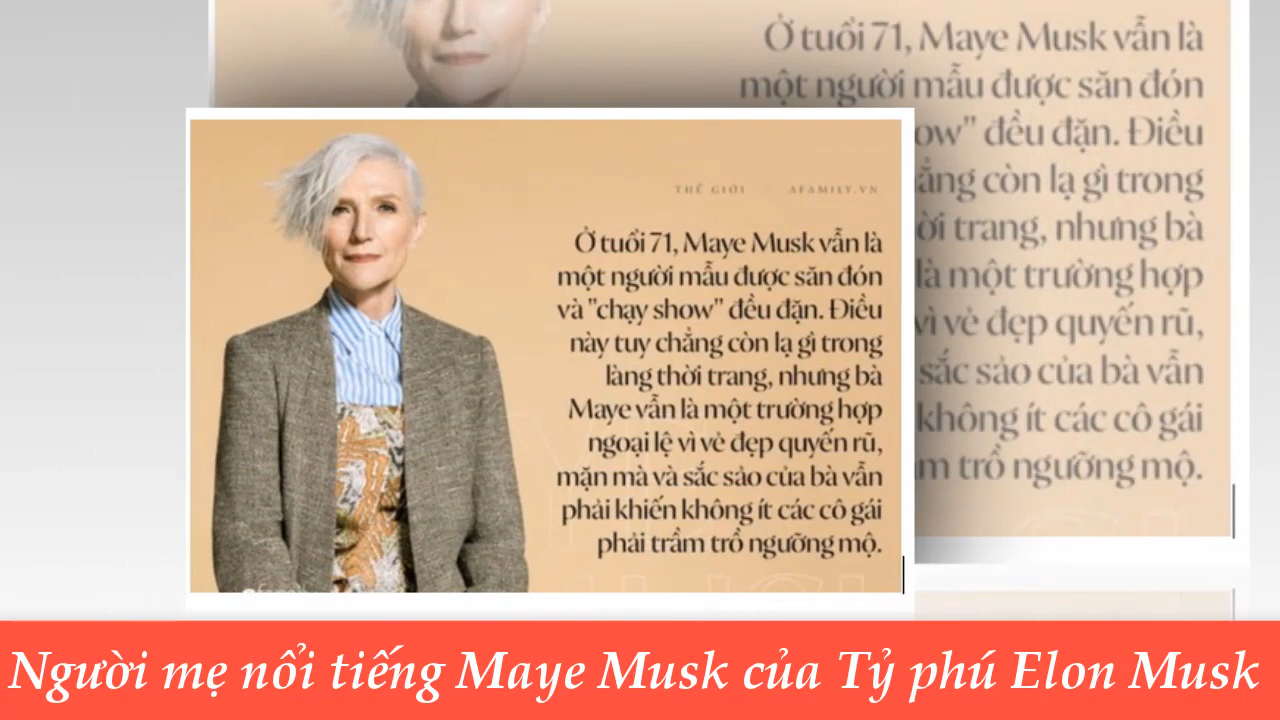 Ở tuổi 71, Maye Musk vẫn là
một người mẫu được săn đón
ow" đều đặn. Điều
ẳng còn lạ gì trong
ời trang, nhưng bà
là một trường hợp
vì vẻ đẹp quyến rũ,
sắc sảo của bà vẫn
không ít các cô gái
m trồ ngưỡng mộ.
THẾ GIỚI AFAMILY.VN
Ở tuổi 71, Maye Musk vẫn là
một người mẫu được săn đón
và "chạy show" đều đặn. Điều
này tuy chẳng còn lạ gì trong
làng thời trang, nhưng bà
Maye vẫn là một trường hợp
ngoại lệ vì vẻ đẹp quyến rũ,
mặn mà và sắc sảo của bà vẫn
phải khiến không ít các cô gái
phải trầm trồ ngưỡng mộ.
Người mẹ nổi tiếng Maye Musk của Tỷ phú Elon Musk